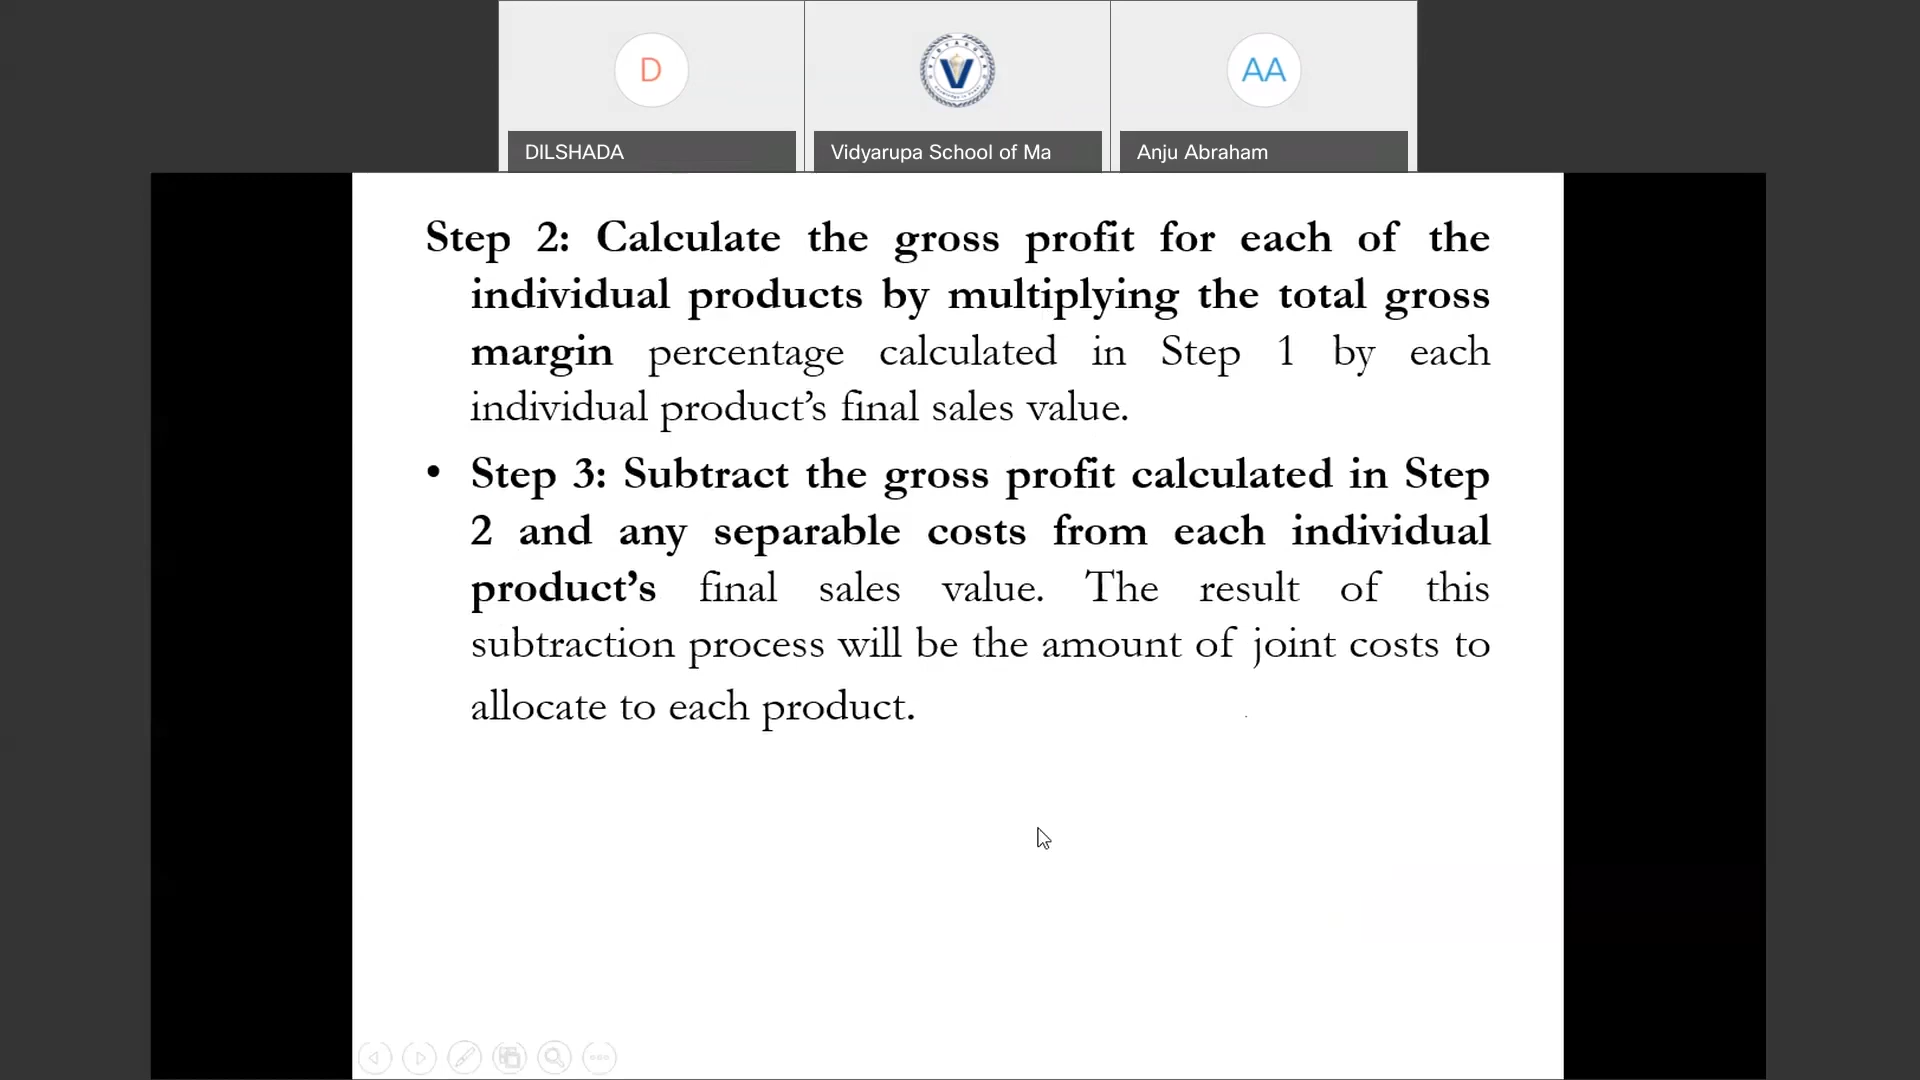 D
V
AA
DILSHADA
Vidyarupa School of Ma
Anju Abraham
Step 2: Calculate the gross profit for each of the
individual products by multiplying the total gross
margin percentage calculated in Step 1 by each
individual product’s final sales value.
• Step 3: Subtract the gross profit calculated in Step
2 and any separable costs from each individual
product’s final sales value. The result of this
subtraction process will be the amount of joint costs to
allocate to each product.